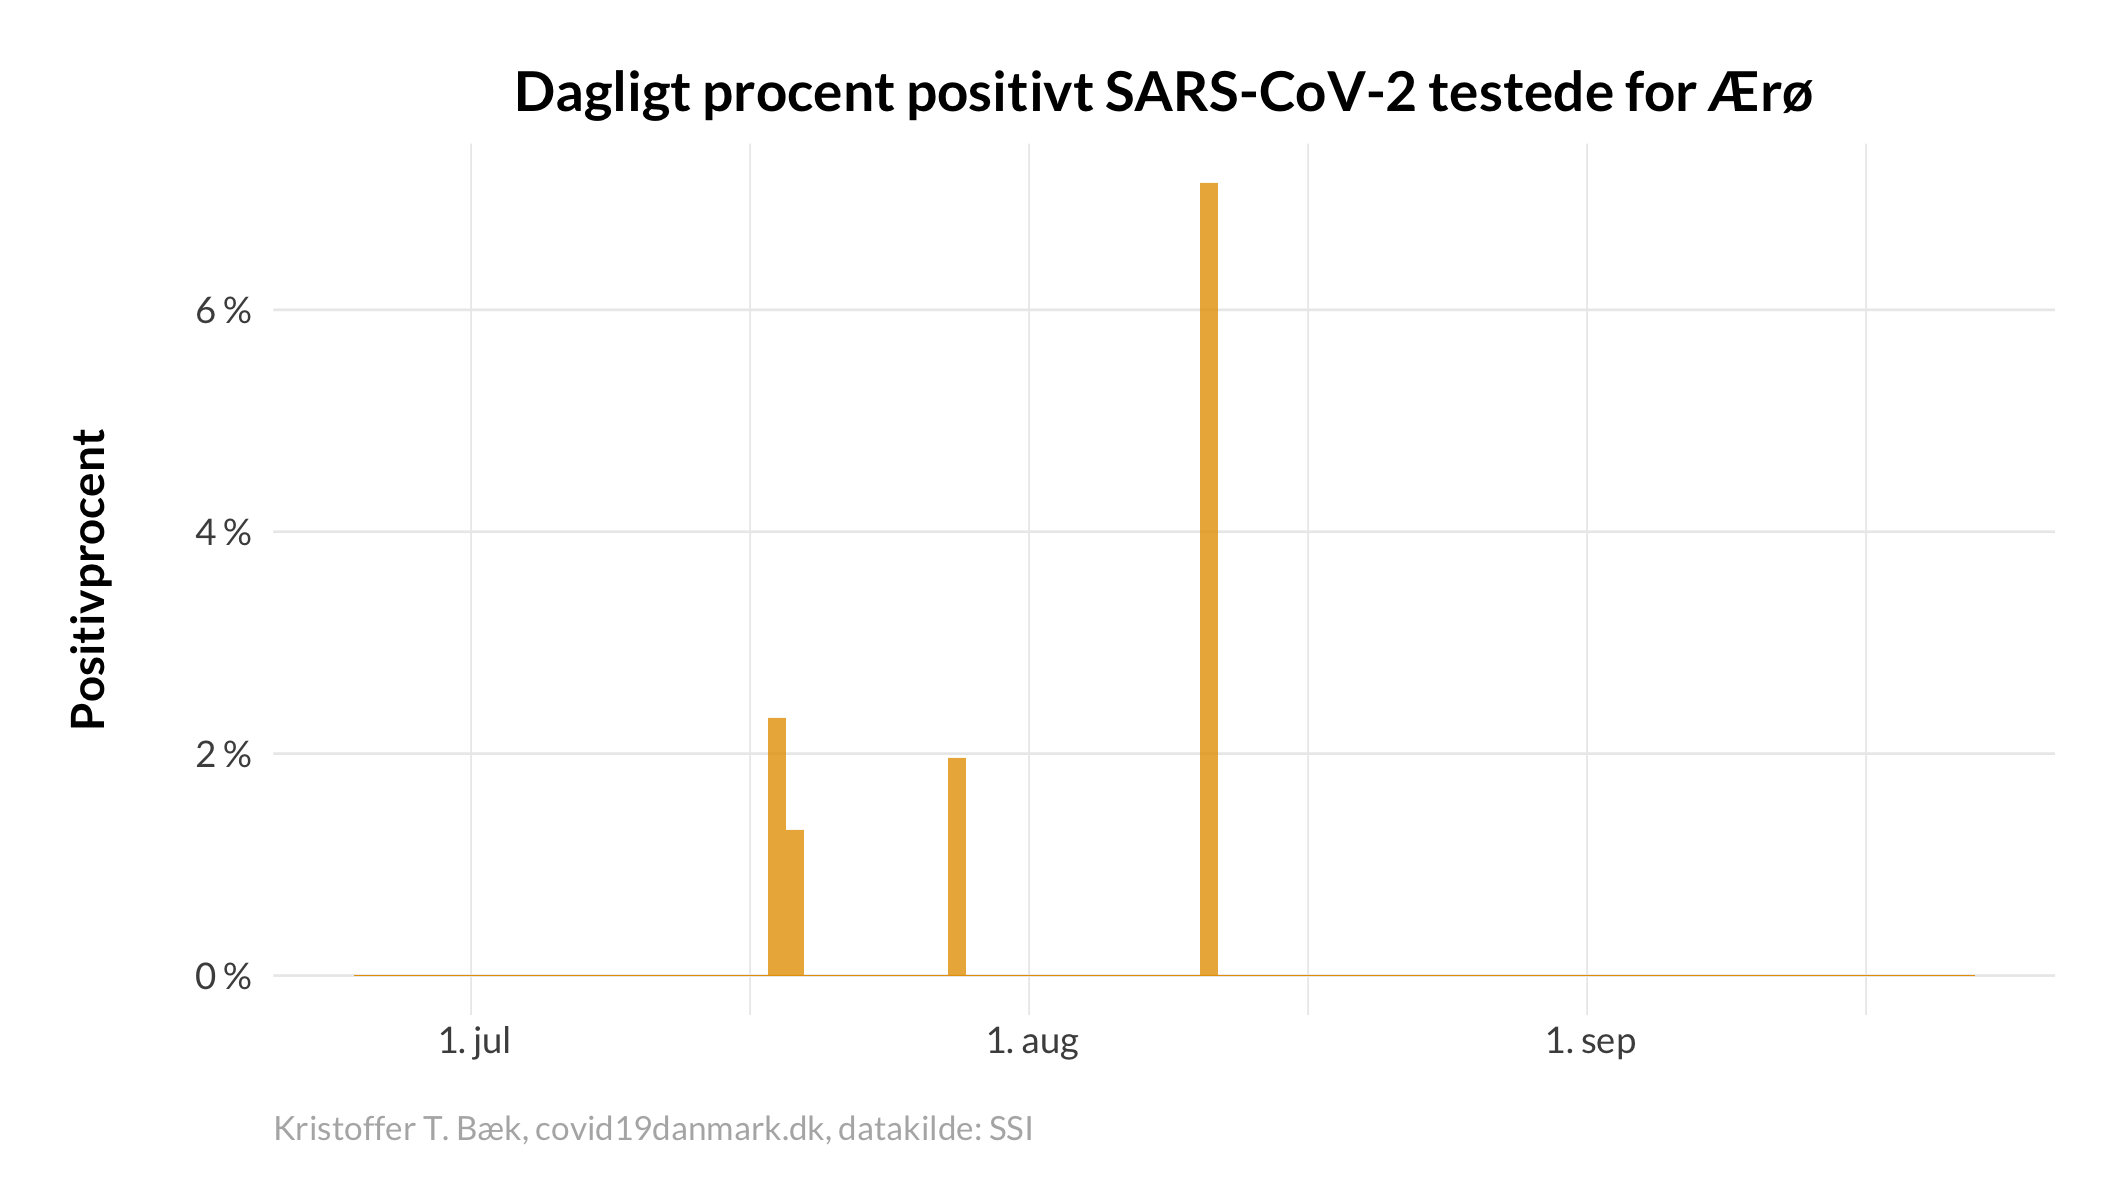 Dagligt procent positivt SARS-CoV-2 testede for Ærø
Positivprocent
6 %
4 %
2 %
0 %
1. jul
1. aug
1. sep
Kristoffer T. Bæk, covid19danmark.dk, datakilde: SSI